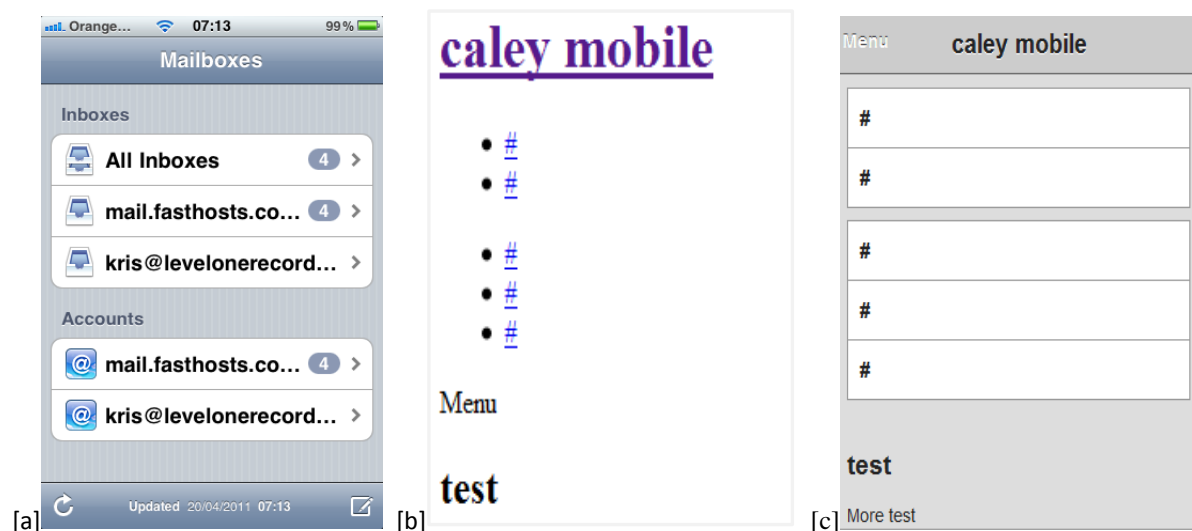 Orange... 07:13 99%
Mailboxes
Inboxes
All Inboxes 4
mail.fasthosts.co... 4
kris@levelonerecord...
Accounts
mail.fasthosts.co... 4
kris@levelonerecord...
Updated 20/04/2011 07:13
[a]
caley mobile
• #
• #
• #
• #
• #
Menu
test
[b]
Menu caley mobile
#
#
#
#
#
test
More test
[c]